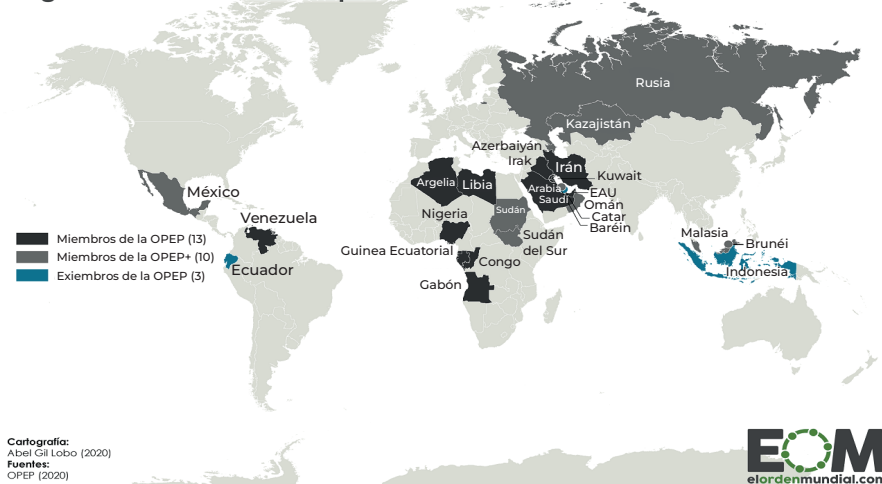 Rusia
Kazajistán
Azerbaiyán
Irak
Irán
Kuwait
Argelia
Libia
Arabia
Saudí
EAU
Omán
Catar
Baréin
México
Sudán
Nigeria
Venezuela
Sudán
del Sur
Malasia
Brunéi
Miembros de la OPEP (13)
Miembros de la OPEP+ (10)
Exiembros de la OPEP (3)
Guinea Ecuatorial
Congo
Ecuador
Indonesia
Gabón
Cartografía:
Abel Gil Lobo (2020)
Fuentes:
OPEP (2020)
EOM
elordenmundial.com